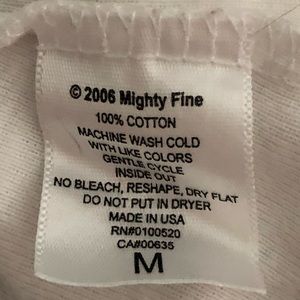 © 2006 Mighty Fine
100% COTTON
MACHINE WASH COLD
WITH LIKE COLORS
GENTLE CYCLE
INSIDE OUT
NO BLEACH, RESHAPE, DRY FLAT
DO NOT PUT IN DRYER
MADE IN USA
RN#0100520
CA#00635
M